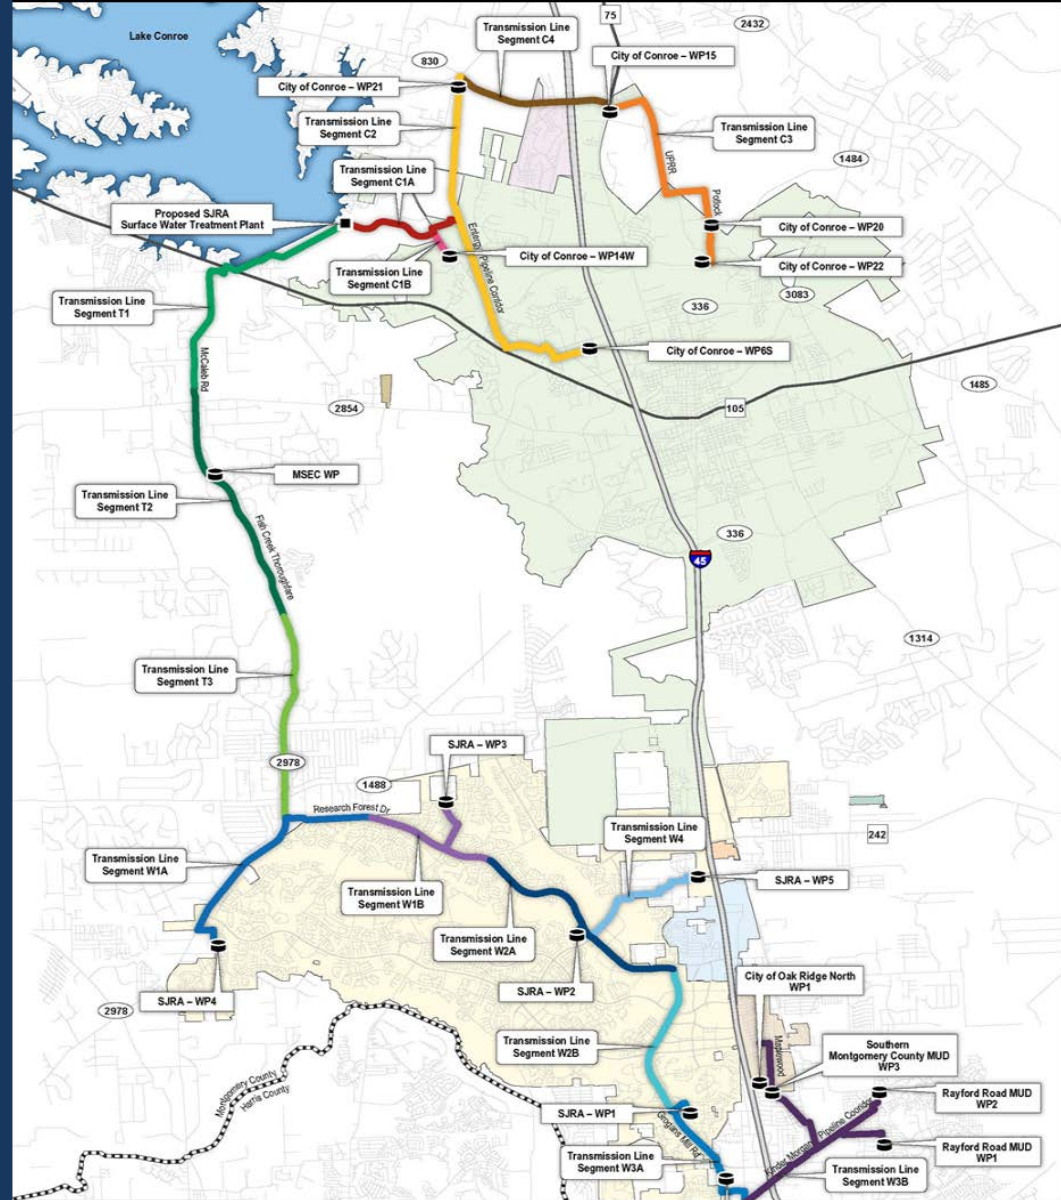 75
Transmission Line
Segment C4
2432
Lake Conroe
City of Conroe – WP15
830
City of Conroe – WP21
Transmission Line
Segment C2
Transmission Line
Segment C3
UPRR
1484
Transmission Line
Segment C1A
Pollock
Proposed SJRA
Surface Water Treatment Plant
City of Conroe – WP20
Entergy Pipeline Corridor
City of Conroe – WP14W
City of Conroe – WP22
Transmission Line
Segment C1B
3083
336
Transmission Line
Segment T1
McCaleb Rd
City of Conroe – WP6S
1485
2854
105
MSEC WP
Transmission Line
Segment T2
Fish Creek Thoroughfare
336
45
1314
Transmission Line
Segment T3
SJRA – WP3
2978
1488
Research Forest Dr
242
Transmission Line
Segment W4
Transmission Line
Segment W1A
SJRA – WP5
Transmission Line
Segment W1B
Transmission Line
Segment W2A
City of Oak Ridge North
WP1
SJRA – WP2
SJRA – WP4
2978
Transmission Line
Segment W2B
Maplewood
Southern
Montgomery County MUD
WP3
Montgomery County
Harris County
Rayford Road MUD
WP2
SJRA – WP1
Grogans Mill Rd
Kinder Morgan Pipeline Cooridor
Rayford Road MUD
WP1
Transmission Line
Segment W3A
Transmission Line
Segment W3B